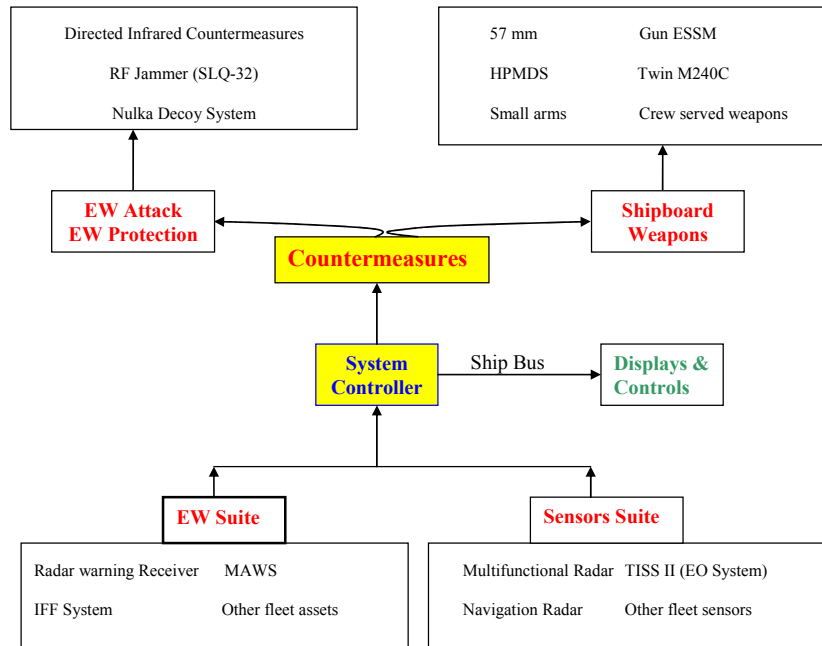 Directed Infrared Countermeasures
RF Jammer (SLQ-32)
Nulka Decoy System
57 mm Gun ESSM
HPMDS Twin M240C
Small arms Crew served weapons
EW Attack
EW Protection
Shipboard
Weapons
Countermeasures
System
Controller
Ship Bus
Displays &
Controls
EW Suite
Sensors Suite
Radar warning Receiver MAWS
IFF System Other fleet assets
Multifunctional Radar TISS II (EO System)
Navigation Radar Other fleet sensors